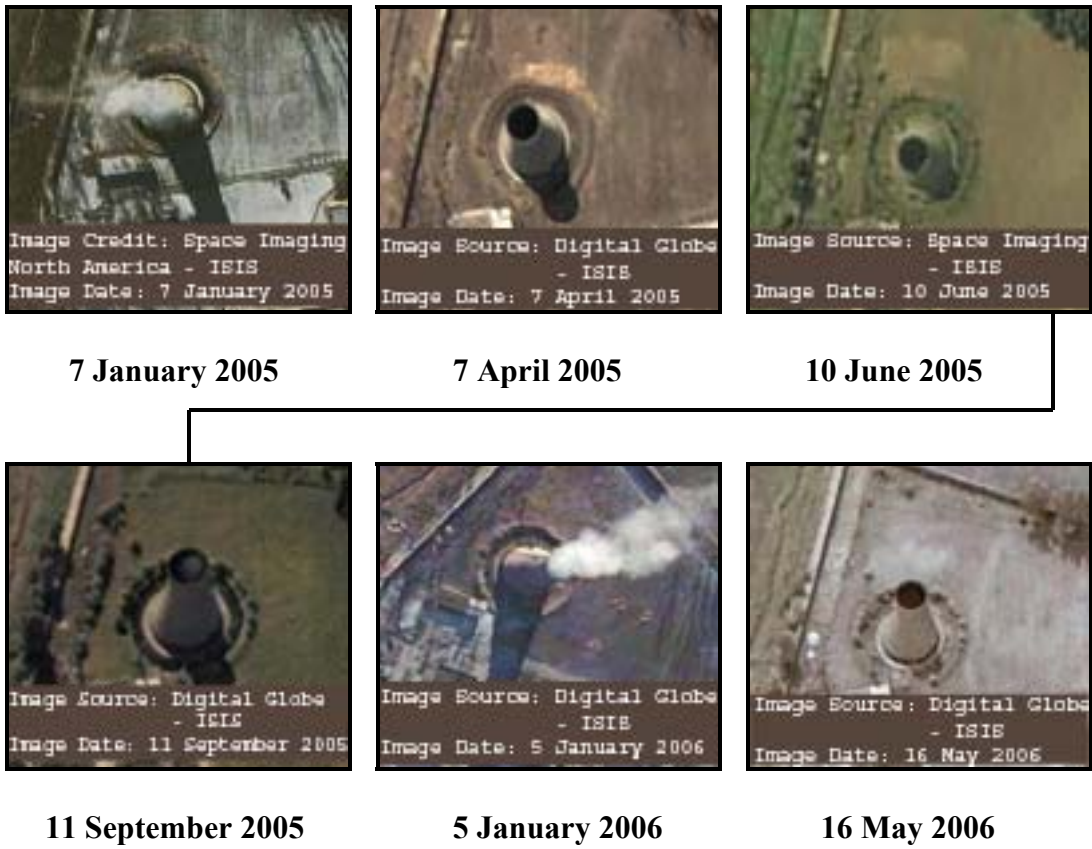 Image Credit: Space Imaging
North America - ISIS
Image Date: 7 January 2005
Image Source: Digital Globe
- ISIS
Image Date: 7 April 2005
Image Source: Space Imaging
- ISIS
Image Date: 10 June 2005
7 January 2005
7 April 2005
10 June 2005
Image Source: Digital Globe
- ISIS
Image Date: 11 September 2005
Image Source: Digital Globe
- ISIS
Image Date: 5 January 2006
Image Source: Digital Globe
- ISIS
Image Date: 16 May 2006
11 September 2005
5 January 2006
16 May 2006